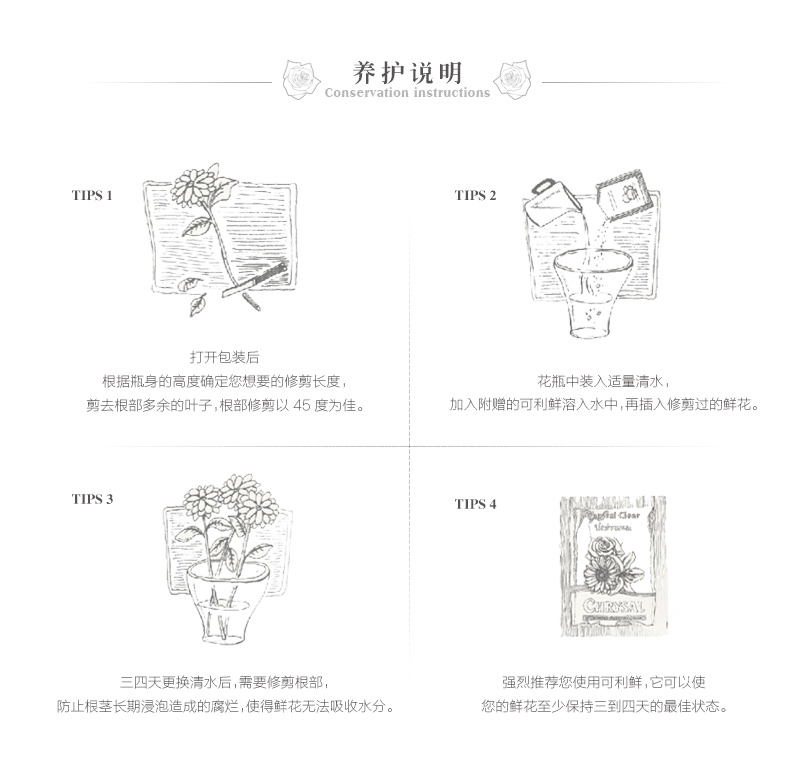 养护说明
Conservation instructions
TIPS 1
打开包装后
根据瓶身的高度确定您想要的修剪长度,
剪去根部多余的叶子,根部修剪以 45 度为佳。
TIPS 2
花瓶中装入适量清水,
加入附赠的可利鲜溶入水中,再插入修剪过的鲜花。
TIPS 3
三四天更换清水后,需要修剪根部,
防止根茎长期浸泡造成的腐烂,使得鲜花无法吸收水分。
TIPS 4
Clear
CHRYSAL
强烈推荐您使用可利鲜,它可以使
您的鲜花至少保持三到四天的最佳状态。